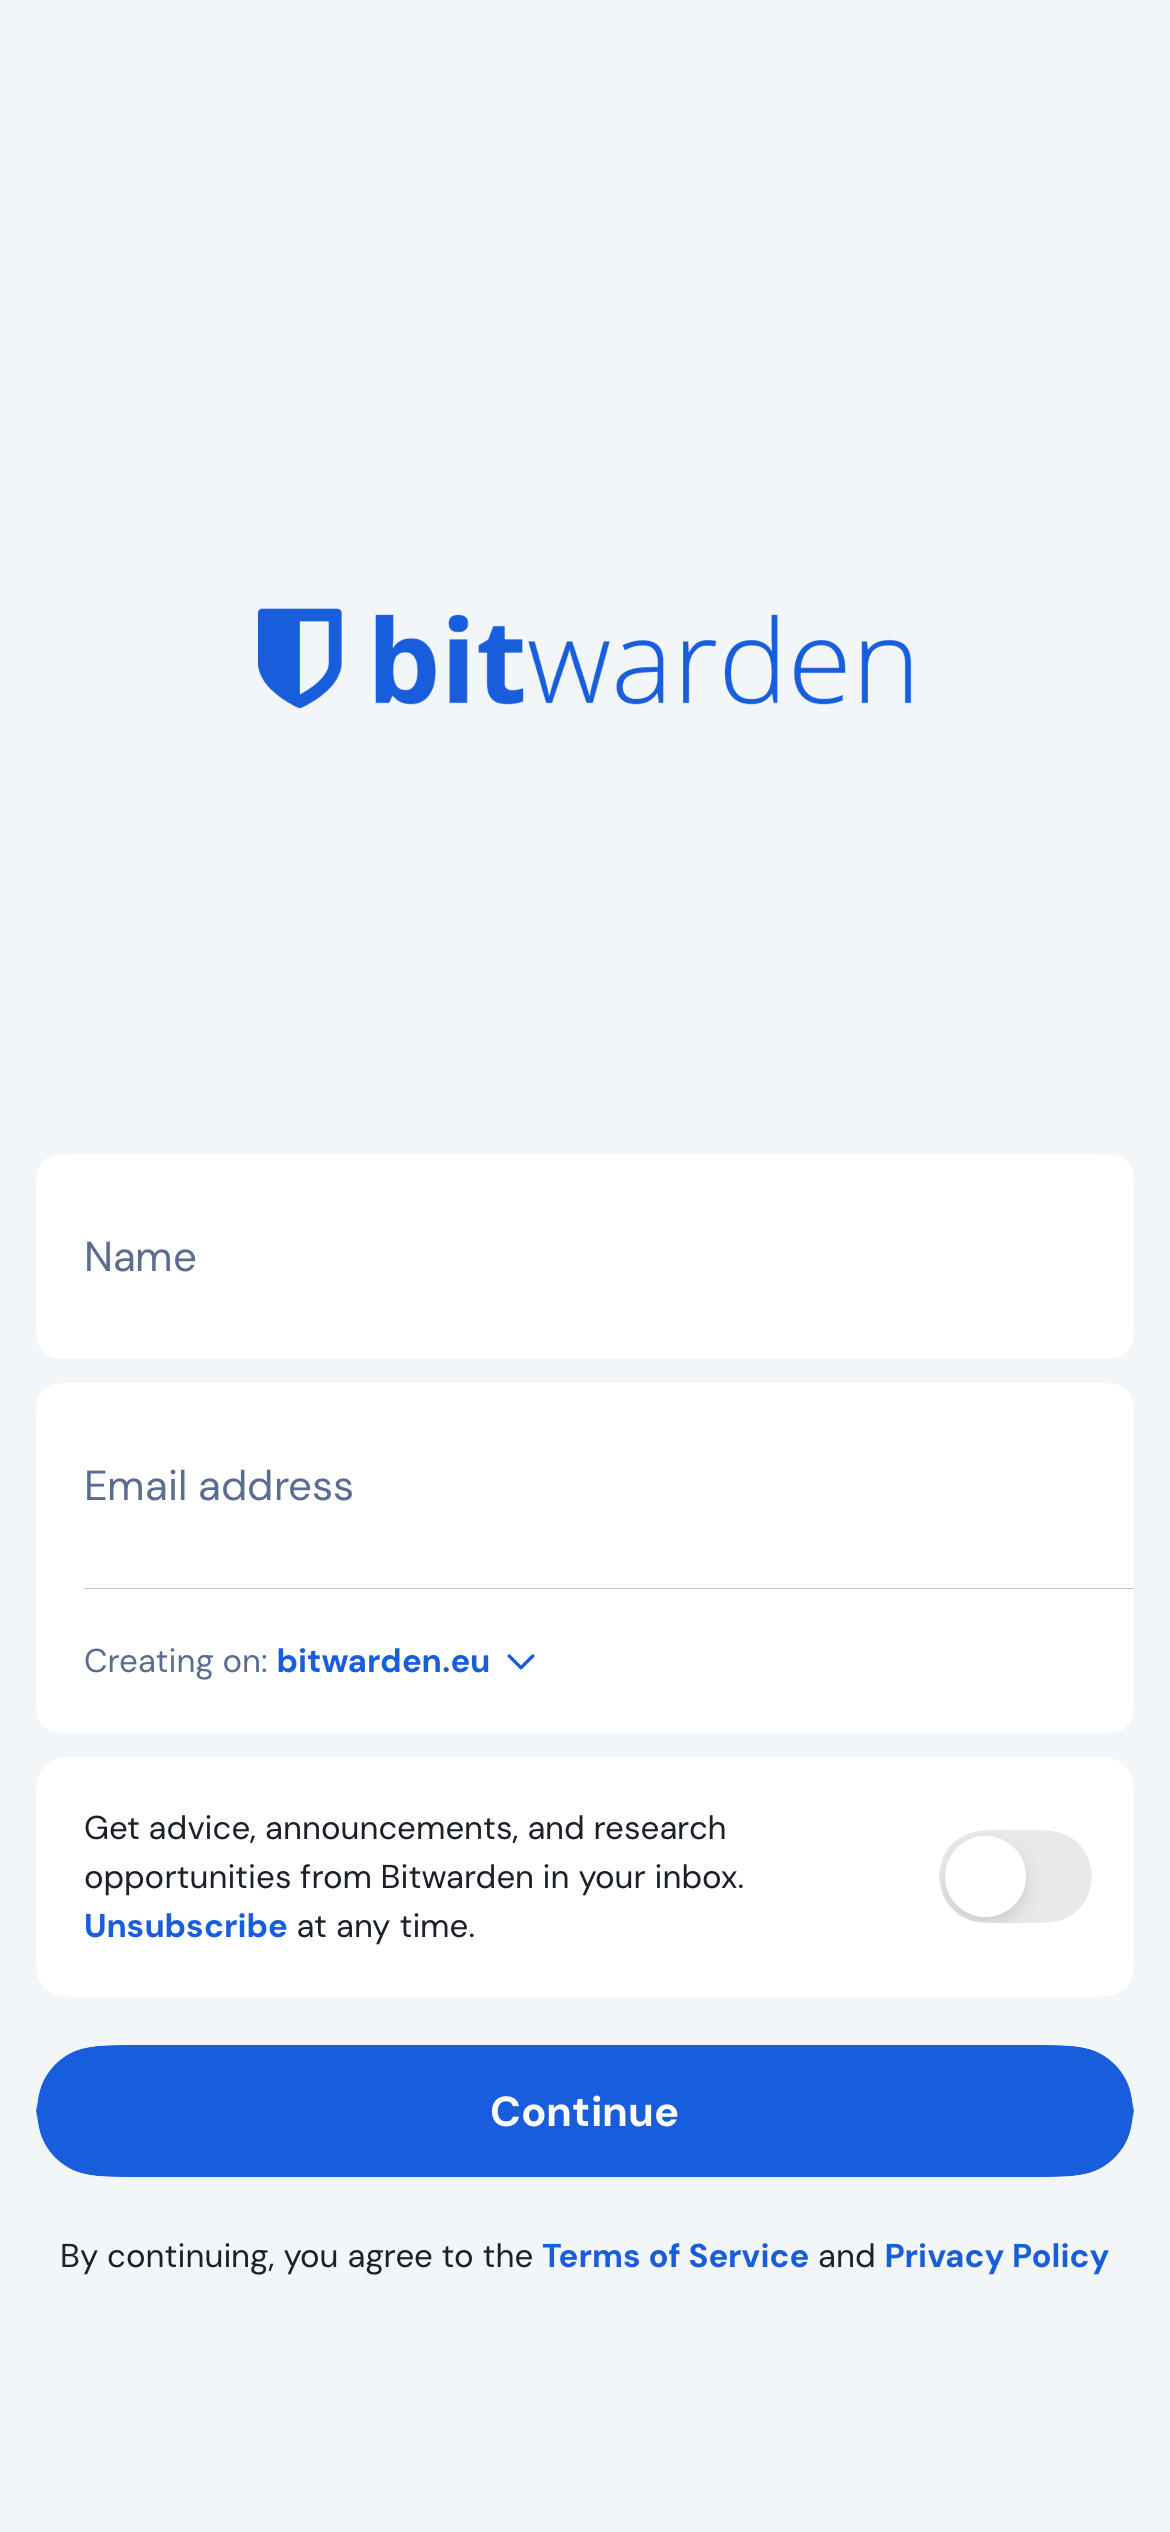 bitwarden
Name
Email address
Creating on: bitwarden.eu
Get advice, announcements, and research
opportunities from Bitwarden in your inbox.
Unsubscribe at any time.
Continue
By continuing, you agree to the Terms of Service and Privacy Policy